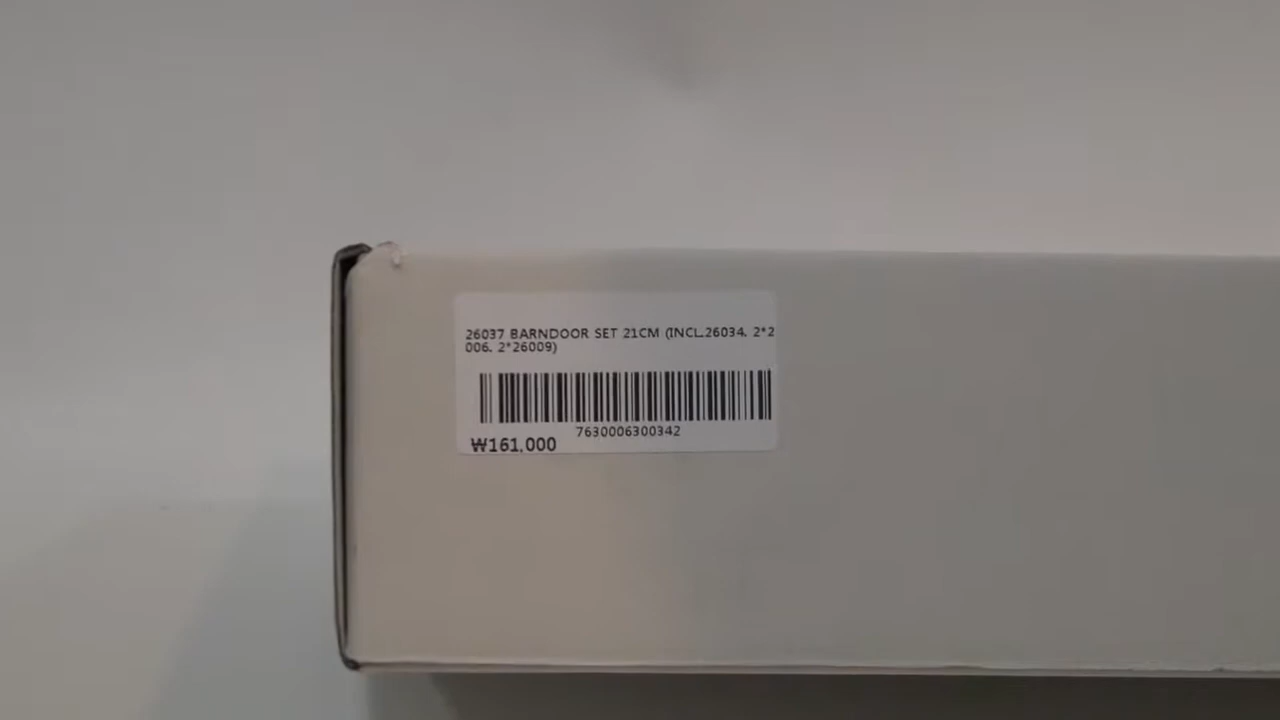 26037 BARNDOOR SET 21CM (INCL.26034. 2*2
006. 2*26009)
7630006300342
₩161,000